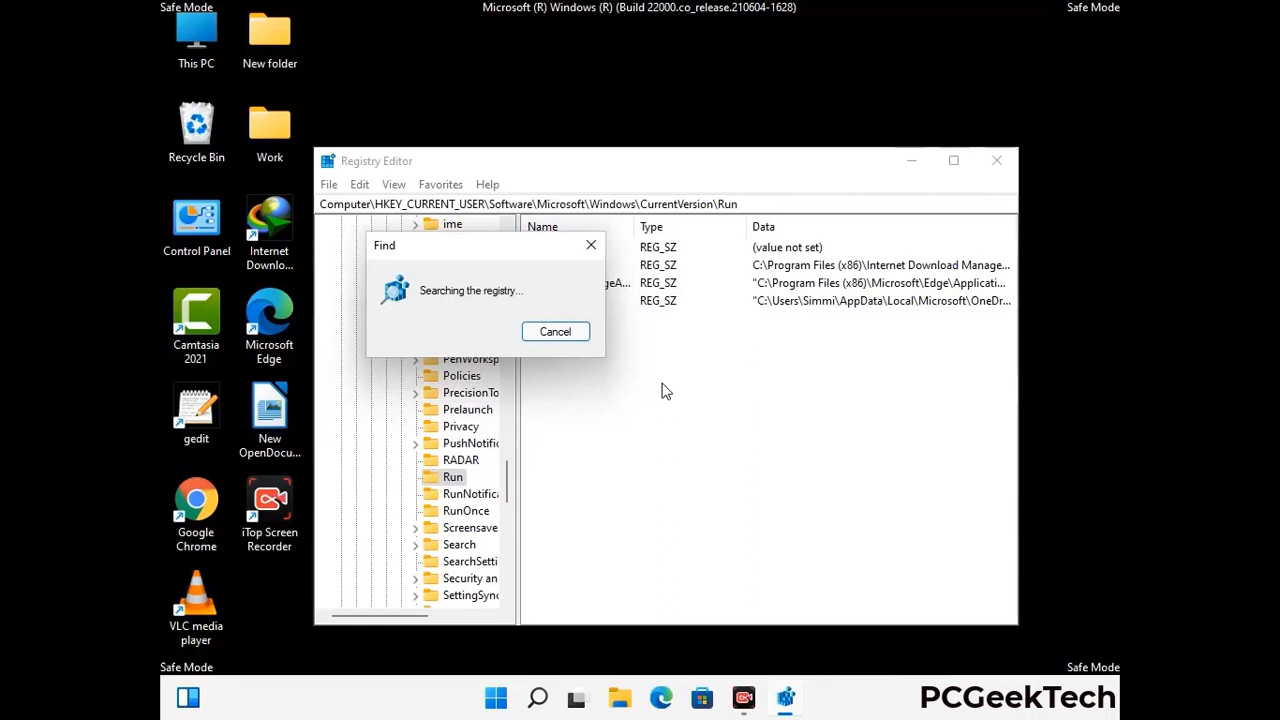 Safe Mode
Microsoft (R) Windows (R) (Build 22000.co_release.210604-1628)
Safe Mode
This PC
New folder
Recycle Bin
Work
Control Panel
Internet
Downlo...
Camtasia
2021
Microsoft
Edge
gedit
New
OpenDocu...
Google
Chrome
iTop Screen
Recorder
VLC media
player
Registry Editor
File
Edit
View
Favorites
Help
Computer\HKEY_CURRENT_USER\Software\Microsoft\Windows\CurrentVersion\Run
ime
Find
Searching the registry...
Cancel
PenWorksp
Policies
PrecisionTo
Prelaunch
Privacy
PushNotific
RADAR
Run
RunNotifica
RunOnce
Screensave
Search
SearchSetti
Security an
SettingSync
Name
Type
Data
REG_SZ
(value not set)
REG_SZ
C:\Program Files (x86)\Internet Download Manage...
geA...
REG_SZ
"C:\Program Files (x86)\Microsoft\Edge\Applicati...
REG_SZ
"C:\Users\Simmi\AppData\Local\Microsoft\OneDr...
Safe Mode
Safe Mode
PCGeekTech